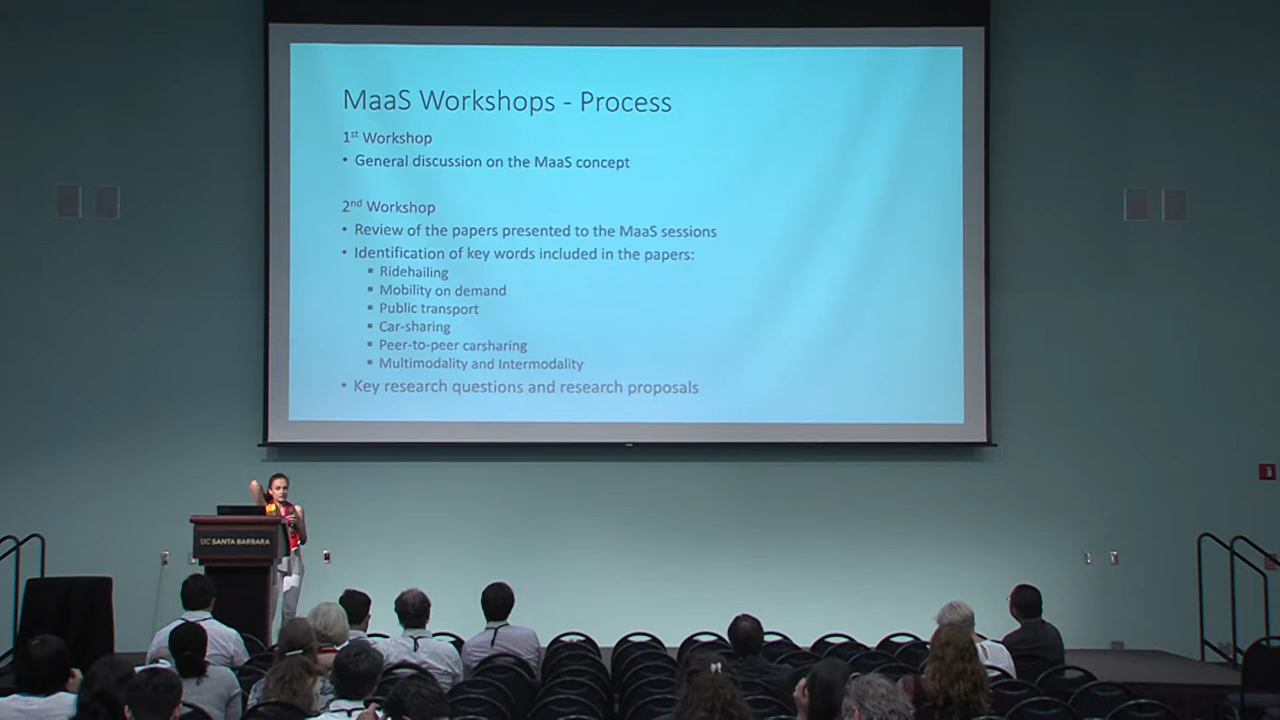 MaaS Workshops - Process
1st Workshop
• General discussion on the MaaS concept
2nd Workshop
• Review of the papers presented to the MaaS sessions
• Identification of key words included in the papers:
▪ Ridehailing
▪ Mobility on demand
▪ Public transport
▪ Car-sharing
▪ Peer-to-peer carsharing
▪ Multimodality and Intermodality
• Key research questions and research proposals
UC SANTA BARBARA